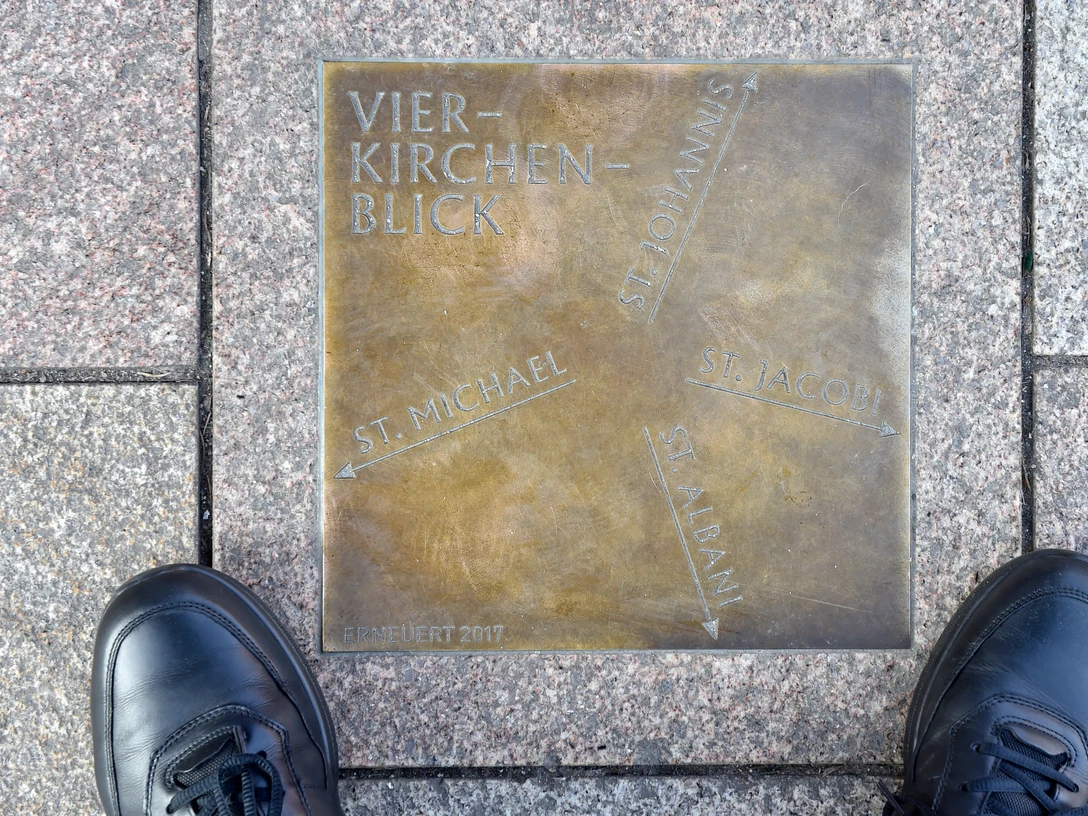 VIER-
KIRCHEN-
BLICK
ST. JOHANNIS
ST. MICHAEL
ST. JACOBI
ST. ALBANI
ERNEUERT 2017